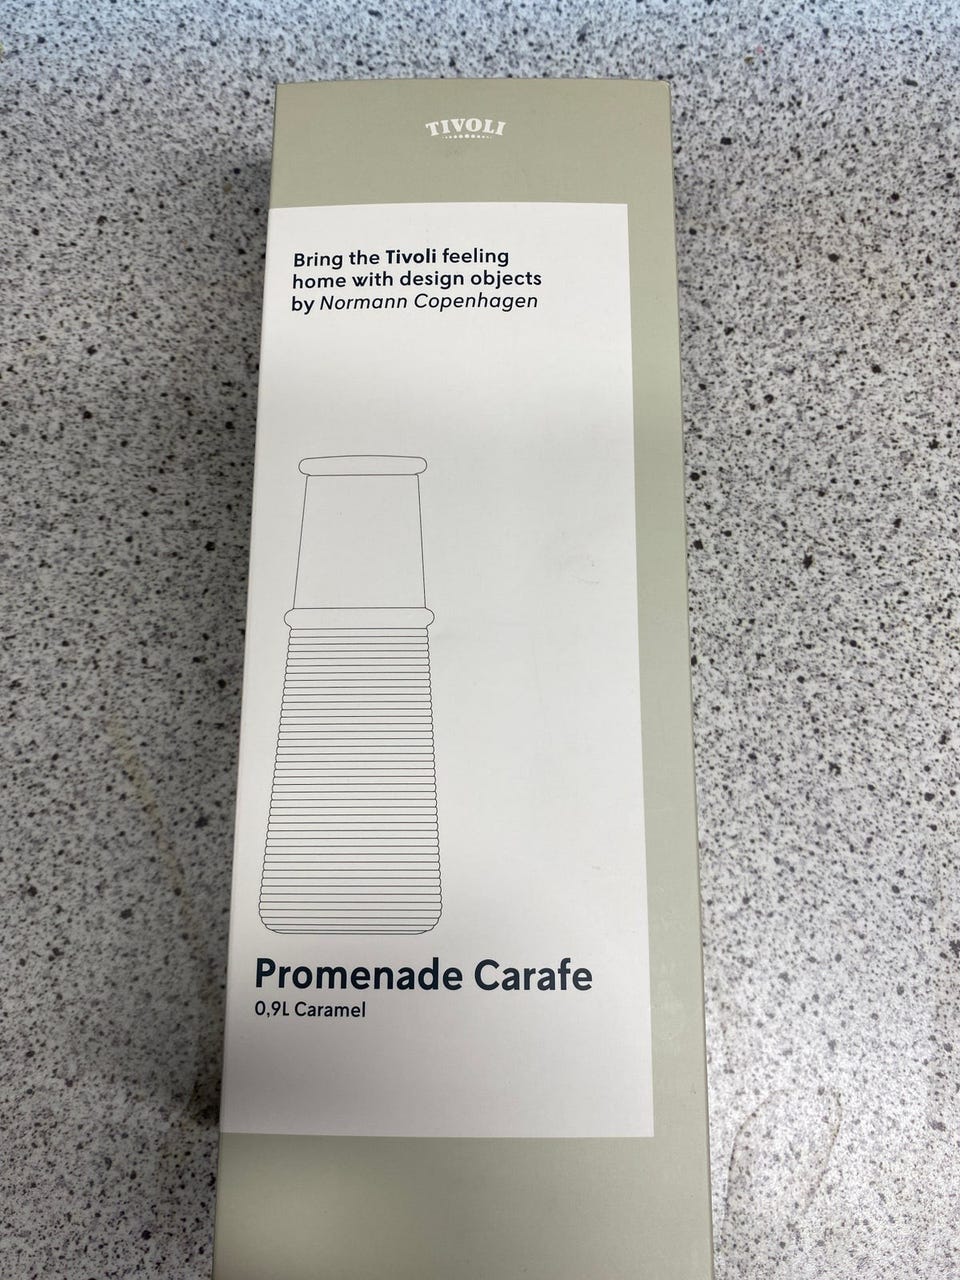 TIVOLI
Bring the Tivoli feeling
home with design objects
by Normann Copenhagen
Promenade Carafe
0,9L Caramel